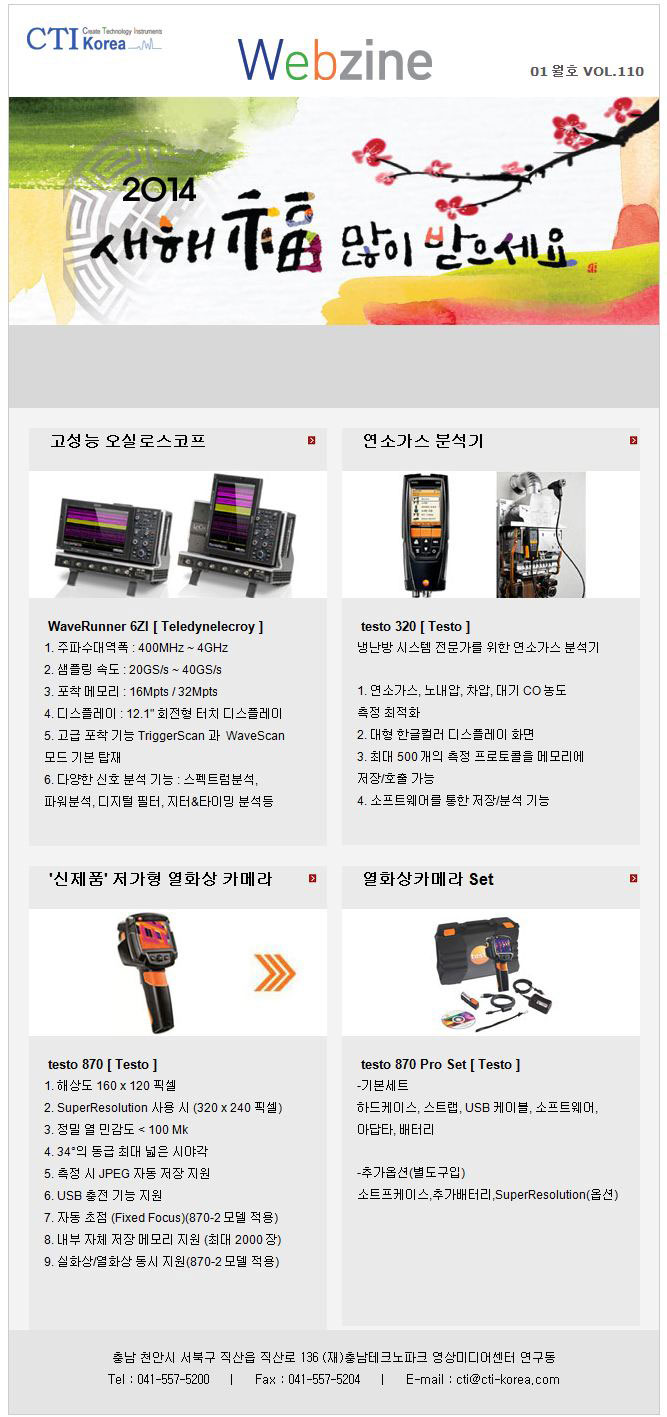 CTI Create Technology Instruments
Korea
Webzine
01 월호 VOL.110
2014
새해 福 많이 받으세요
고성능 오실로스코프
WaveRunner 6ZI [ Teledynelecroy ]
1. 주파수대역폭 : 400MHz ~ 4GHz
2. 샘플링 속도 : 20GS/s ~ 40GS/s
3. 포착 메모리 : 16Mpts / 32Mpts
4. 디스플레이 : 12.1" 회전형 터치 디스플레이
5. 고급 포착 기능 TriggerScan 과 WaveScan
모드 기본 탑재
6. 다양한 신호 분석 기능 : 스펙트럼분석,
파워분석, 디지털 필터, 지터&타이밍 분석등
연소가스 분석기
testo 320 [ Testo ]
냉난방 시스템 전문가를 위한 연소가스 분석기
1. 연소가스, 노내압, 차압, 대기 CO 농도
측정 최적화
2. 대형 한글컬러 디스플레이 화면
3. 최대 500 개의 측정 프로토콜을 메모리에
저장/호출 가능
4. 소프트웨어를 통한 저장/분석 기능
'신제품' 저가형 열화상 카메라
testo 870 [ Testo ]
1. 해상도 160 x 120 픽셀
2. SuperResolution 사용 시 (320 x 240 픽셀)
3. 정밀 열 민감도 < 100 Mk
4. 34°의 동급 최대 넓은 시야각
5. 측정 시 JPEG 자동 저장 지원
6. USB 충전 기능 지원
7. 자동 초점 (Fixed Focus)(870-2 모델 적용)
8. 내부 자체 저장 메모리 지원 (최대 2000 장)
9. 실화상/열화상 동시 지원(870-2 모델 적용)
열화상카메라 Set
testo 870 Pro Set [ Testo ]
-기본세트
하드케이스, 스트랩, USB 케이블, 소프트웨어,
아답타, 배터리
-추가옵션(별도구입)
소트프케이스,추가배터리,SuperResolution(옵션)
충남 천안시 서북구 직산읍 직산로 136 (재)충남테크노파크 영상미디어센터 연구동
Tel : 041-557-5200 | Fax : 041-557-5204 | E-mail : cti@cti-korea.com